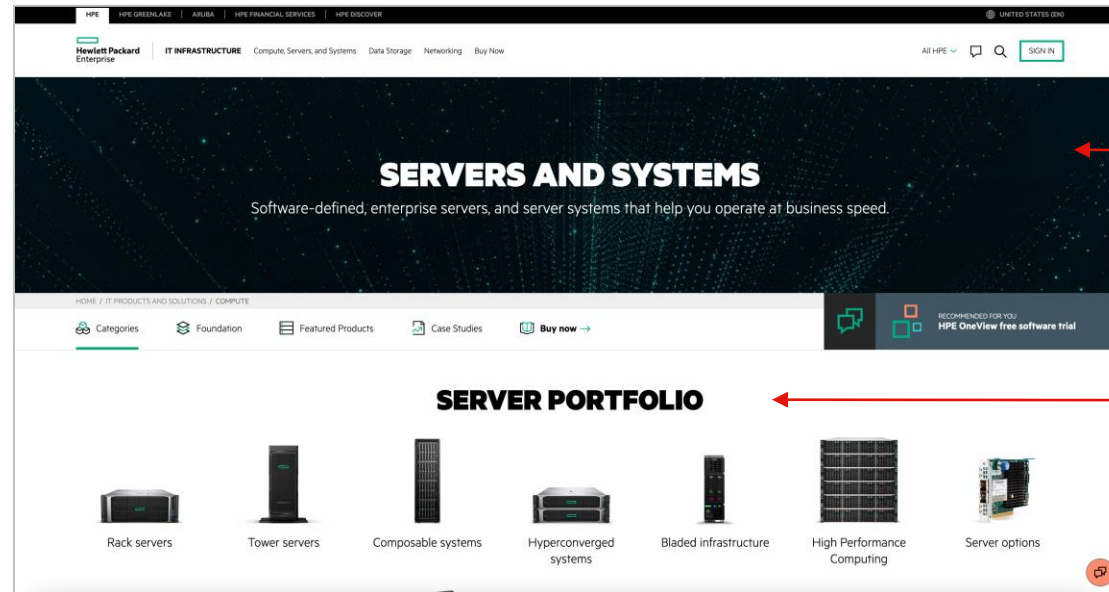 HPE HPE GREENLAKE ARUBA HPE FINANCIAL SERVICES HPE DISCOVER UNITED STATES (EN)
Hewlett Packard
Enterprise
IT INFRASTRUCTURE Compute, Servers, and Systems Data Storage Networking Buy Now All HPE SIGN IN
SERVERS AND SYSTEMS
Software-defined, enterprise servers, and server systems that help you operate at business speed.
HOME / IT PRODUCTS AND SOLUTIONS / COMPUTE
Categories Foundation Featured Products Case Studies Buy now →
RECOMMENDED FOR YOU
HPE OneView free software trial
SERVER PORTFOLIO
Rack servers
Tower servers
Composable systems
Hyperconverged
systems
Bladed infrastructure
High Performance
Computing
Server options